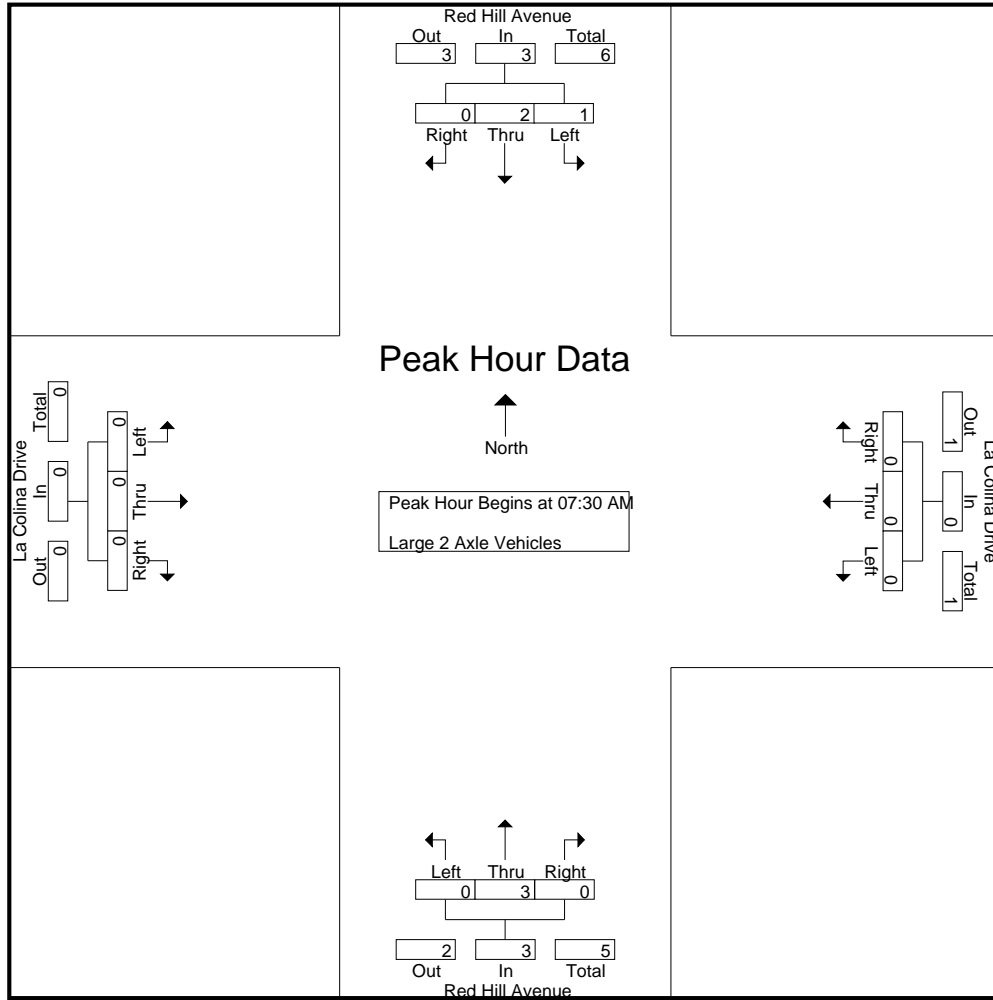 Red Hill Avenue
Out In Total
3 3 6
0 2 1
Right Thru Left
Peak Hour Data
North
Peak Hour Begins at 07:30 AM
Large 2 Axle Vehicles
La Colina Drive
Total In Out
0 0 0
0 0 0
Left Thru Right
La Colina Drive
Out In Total
1 0 1
0 0 0
Right Thru Left
Left Thru Right
0 3 0
2 3 5
Out In Total
Red Hill Avenue